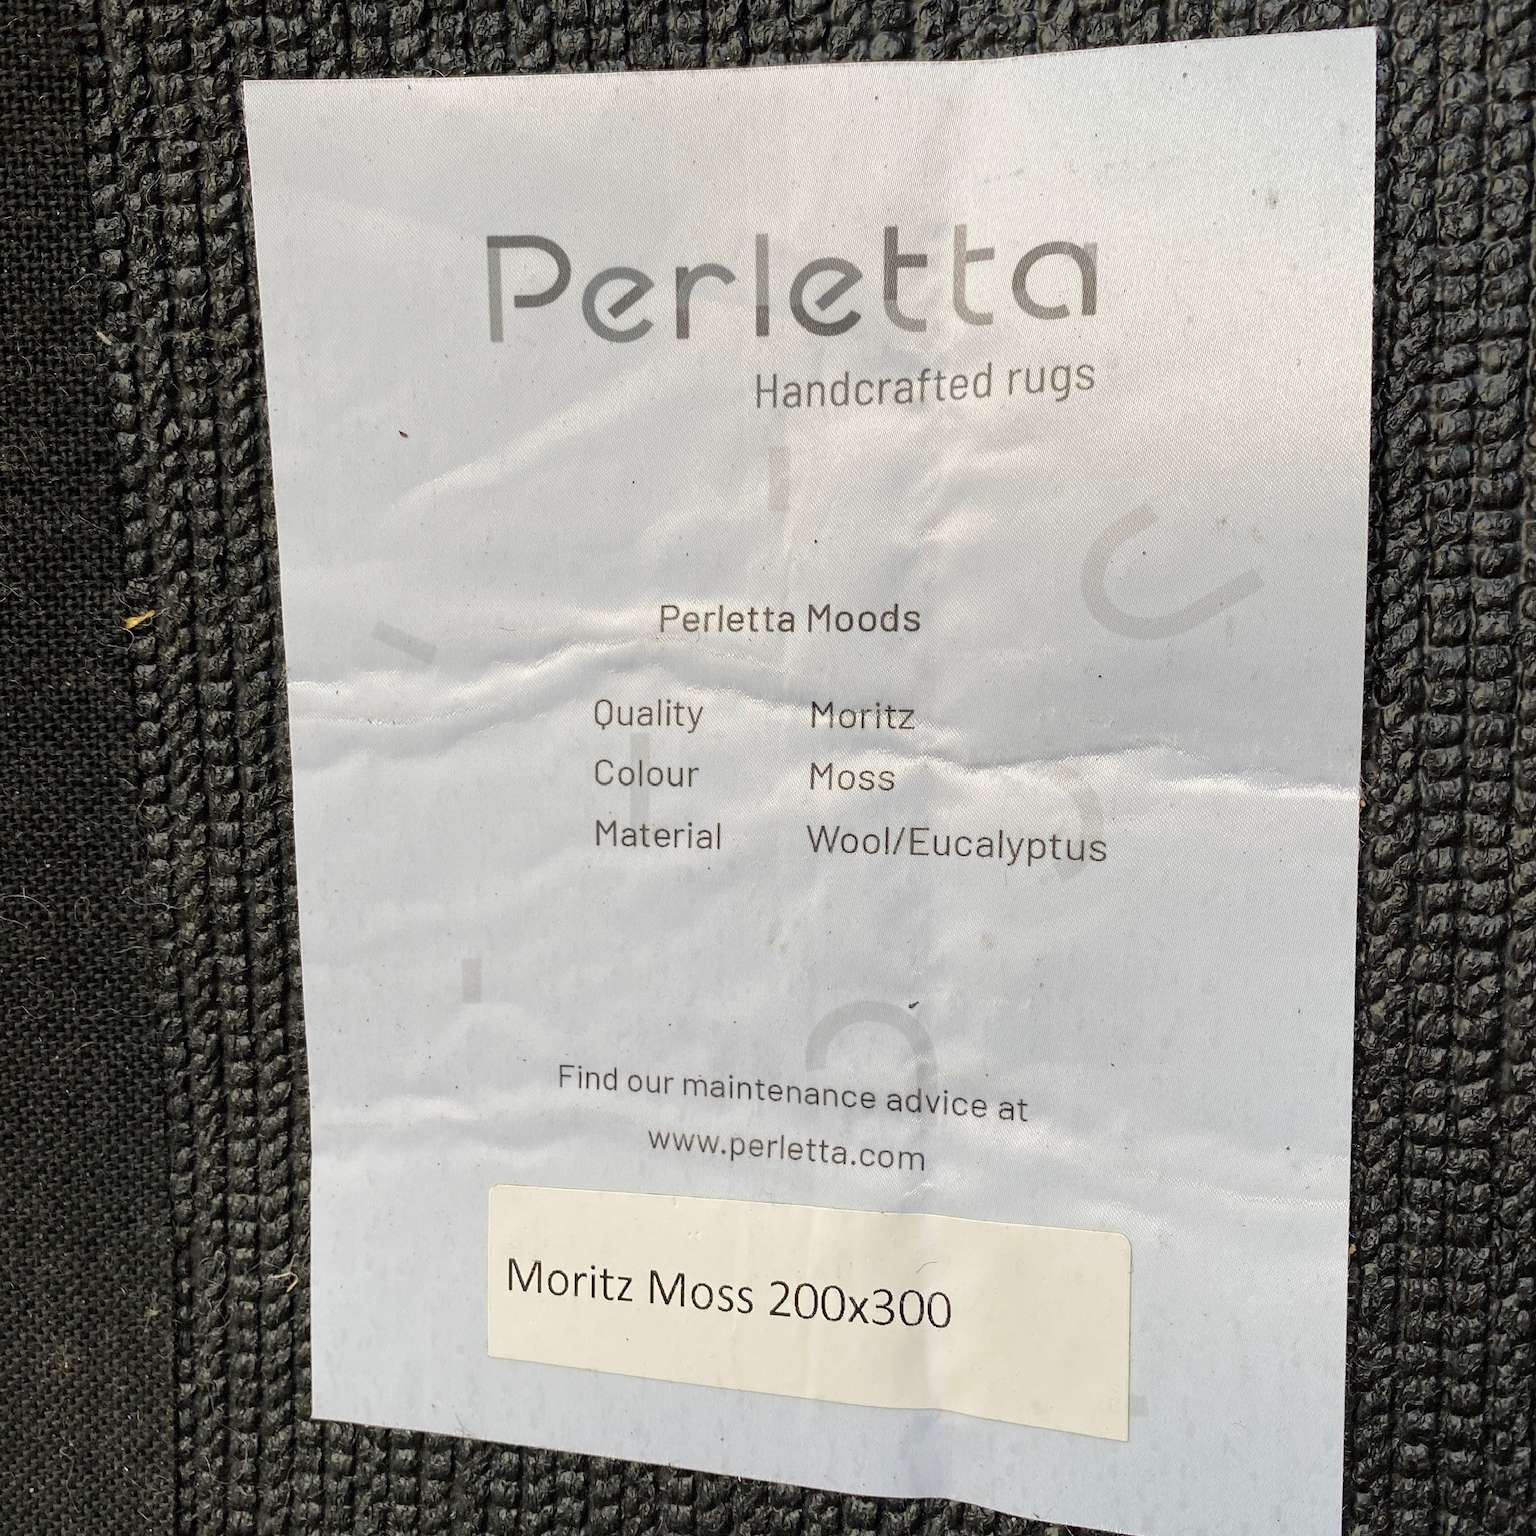 Perletta
Handcrafted rugs
Perletta Moods
Quality Moritz
Colour Moss
Material Wool/Eucalyptus
Find our maintenance advice at
www.perletta.com
Moritz Moss 200x300